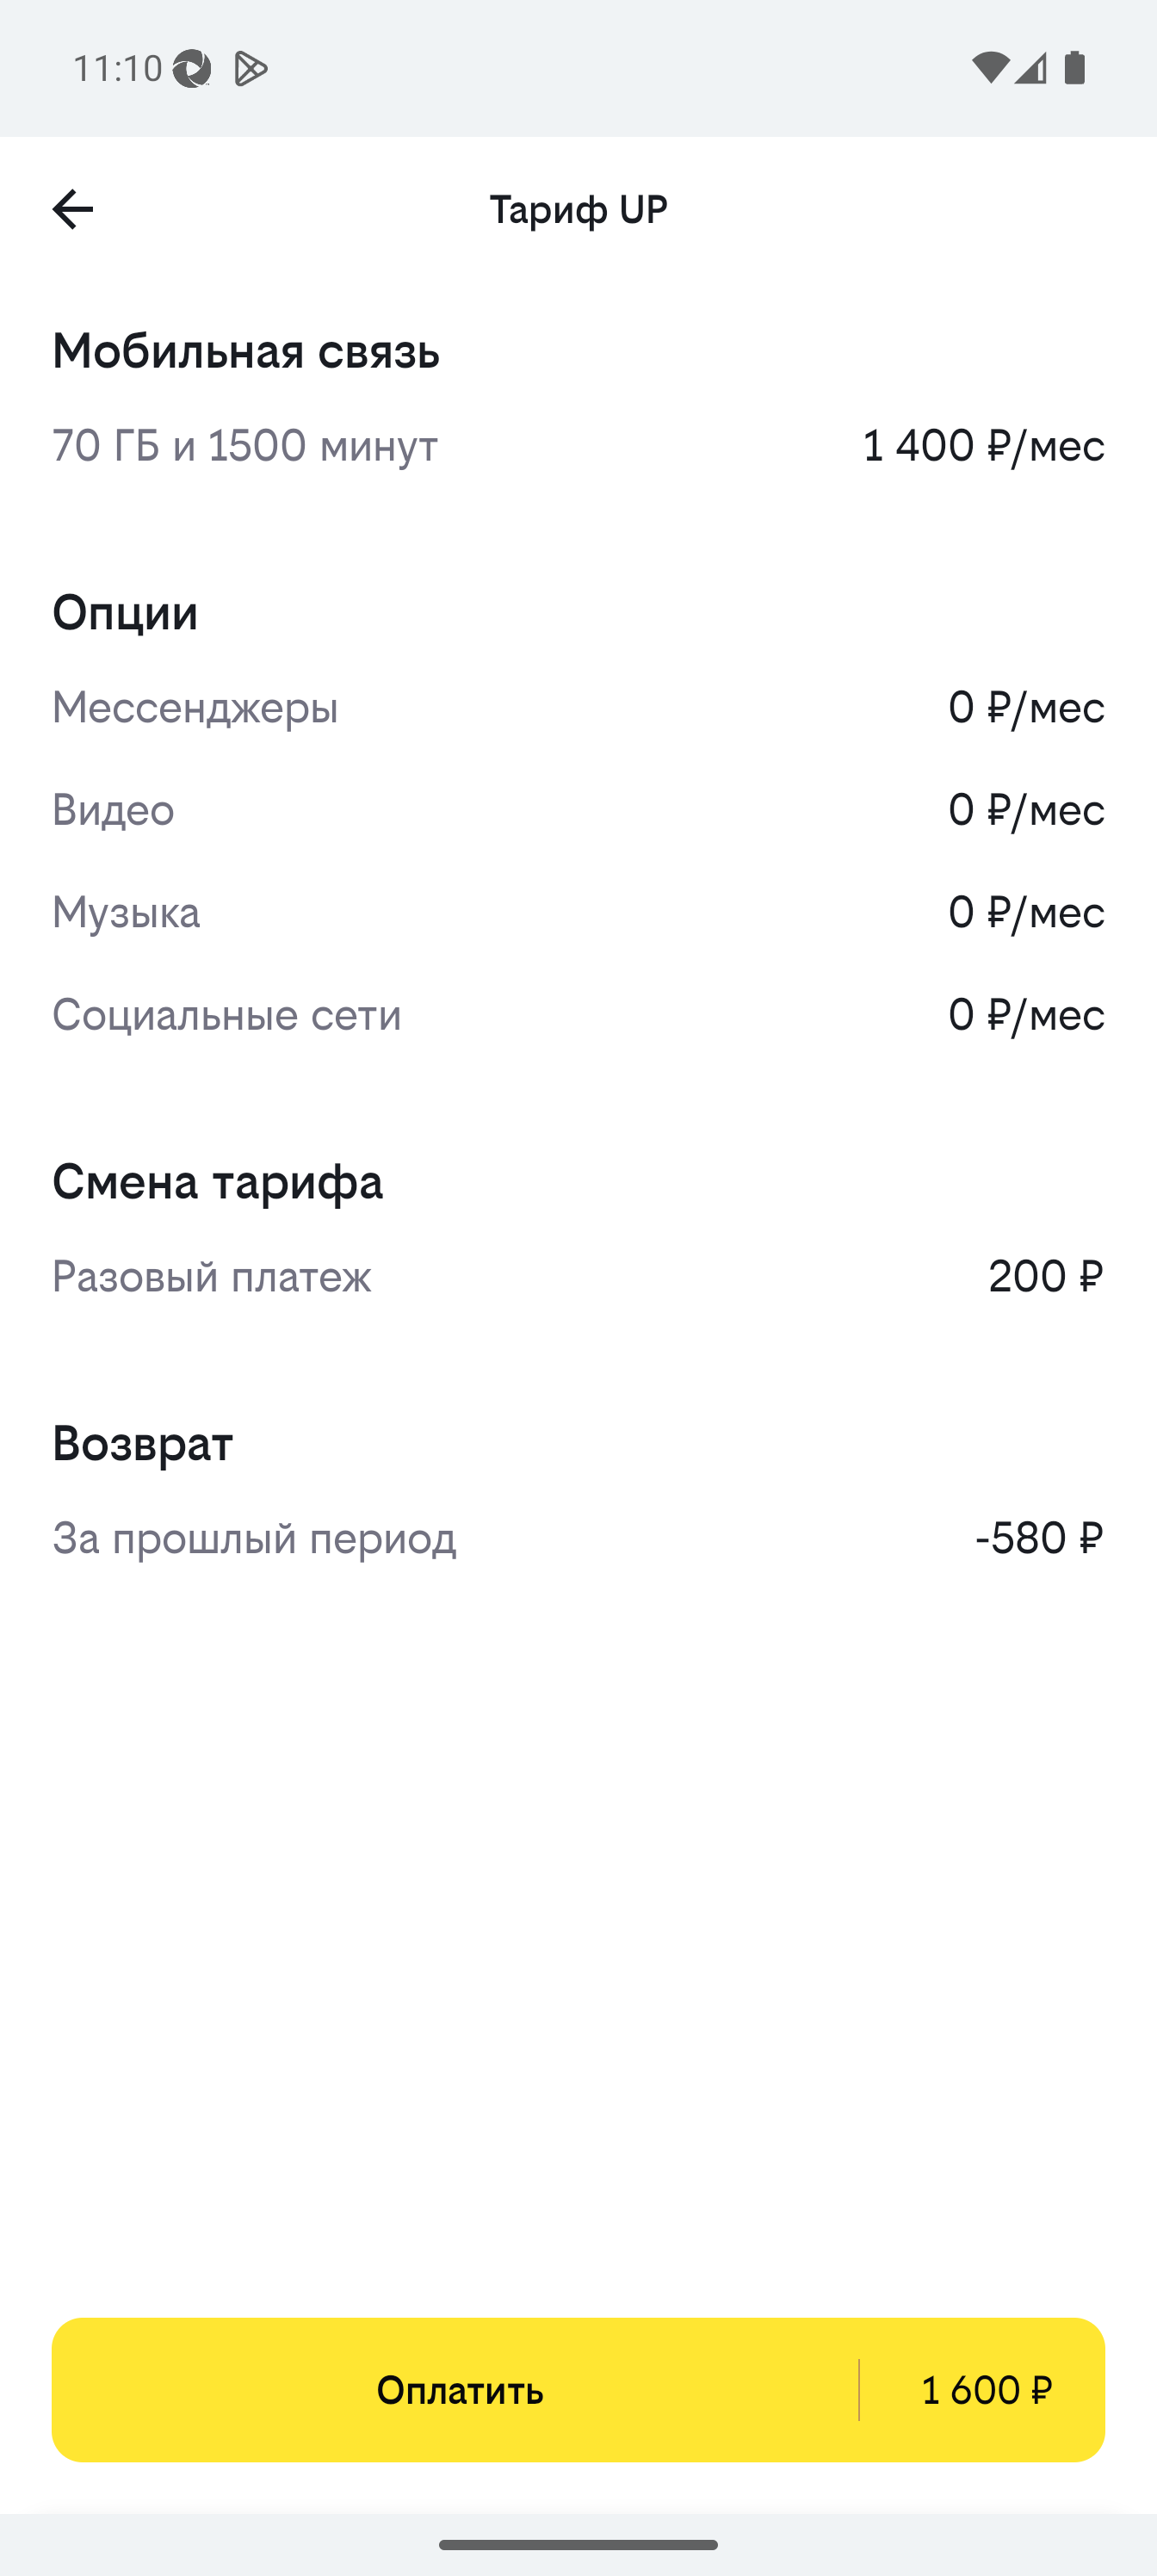 11:10
Тариф UP
Мобильная связь
70 ГБ и 1500 минут 1 400 ₽/мес
Опции
Мессенджеры 0 ₽/мес
Видео 0 ₽/мес
Музыка 0 ₽/мес
Социальные сети 0 ₽/мес
Смена тарифа
Разовый платеж 200 ₽
Возврат
За прошлый период -580 ₽
Оплатить 1 600 ₽